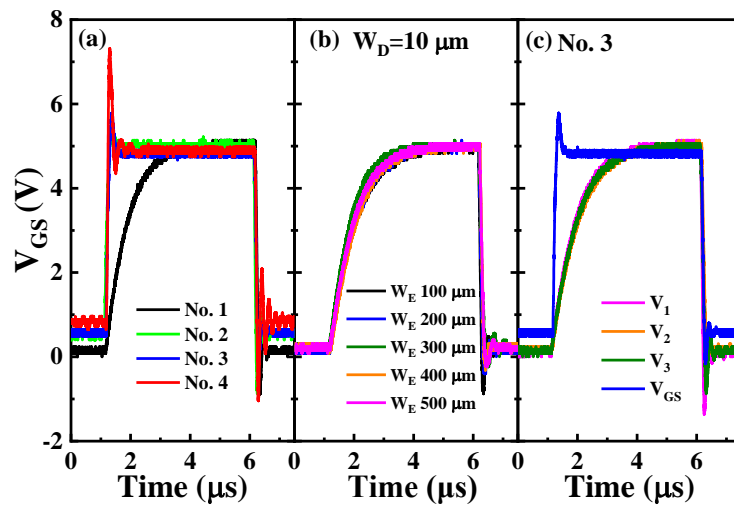 (a)
(b) W_D=10 μm
(c) No. 3
V_GS (V)
8
6
4
2
0
-2
No. 1
No. 2
No. 3
No. 4
W_E 100 μm
W_E 200 μm
W_E 300 μm
W_E 400 μm
W_E 500 μm
V_1
V_2
V_3
V_GS
0 2 4 6 0 2 4 6 0 2 4 6
Time (μs) Time (μs) Time (μs)